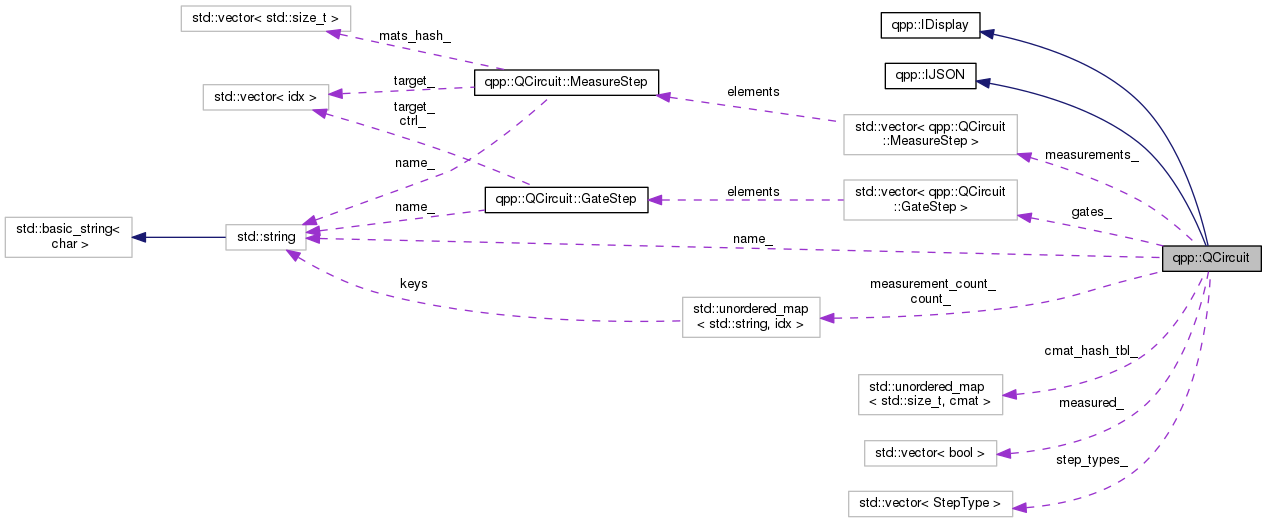 std::vector< std::size_t >
mats_hash_
qpp::IDisplay
qpp::QCircuit::MeasureStep
qpp::IJSON
target_
std::vector< idx >
elements
std::vector< qpp::QCircuit
::MeasureStep >
target_
ctrl_
measurements_
name_
qpp::QCircuit::GateStep
elements
std::vector< qpp::QCircuit
::GateStep >
name_
gates_
std::basic_string<
char >
std::string
name_
qpp::QCircuit
keys
measurement_count_
count_
std::unordered_map
< std::string, idx >
cmat_hash_tbl_
std::unordered_map
< std::size_t, cmat >
measured_
std::vector< bool >
step_types_
std::vector< StepType >